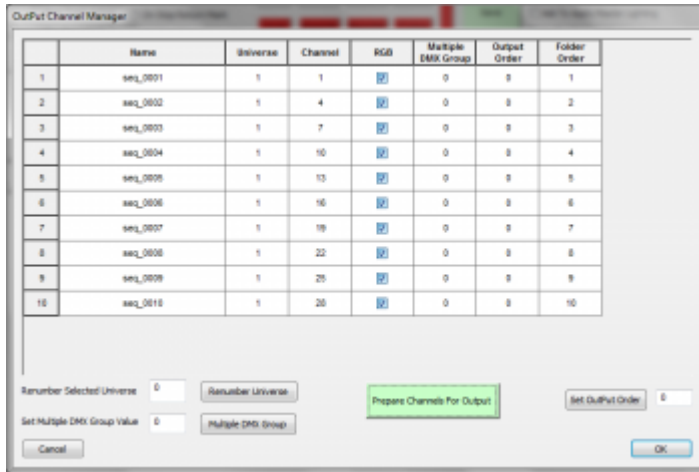 OutPut Channel Manager
Name Universe Channel RGB Multiple DMX Group Output Order Folder Order
1 seq_0001 1 1 0 0 1
2 seq_0002 1 4 0 0 2
3 seq_0003 1 7 0 0 3
4 seq_0004 1 10 0 0 4
5 seq_0005 1 13 0 0 5
6 seq_0006 1 16 0 0 6
7 seq_0007 1 19 0 0 7
8 seq_0008 1 22 0 0 8
9 seq_0009 1 25 0 0 9
10 seq_0010 1 28 0 0 10
Renumber Selected Universe 0 Renumber Universe Prepare Channels For Output Set OutPut Order 0
Set Multiple DMX Group Value 0 Multiple DMX Group
Cancel OK